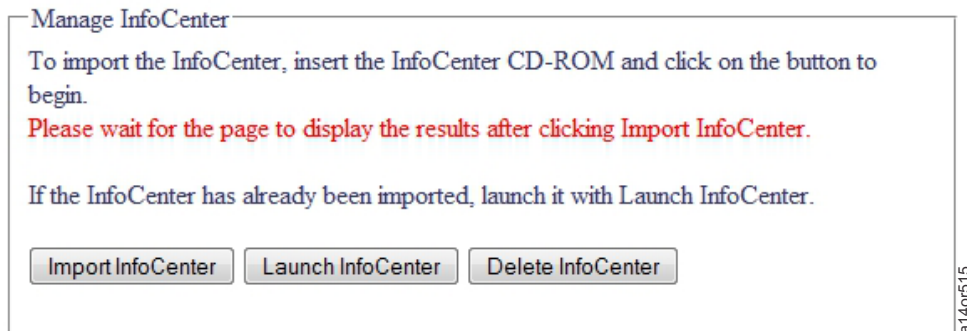 Manage InfoCenter
To import the InfoCenter, insert the InfoCenter CD-ROM and click on the button to
begin.
Please wait for the page to display the results after clicking Import InfoCenter.
If the InfoCenter has already been imported, launch it with Launch InfoCenter.
Import InfoCenter Launch InfoCenter Delete InfoCenter
a14or515